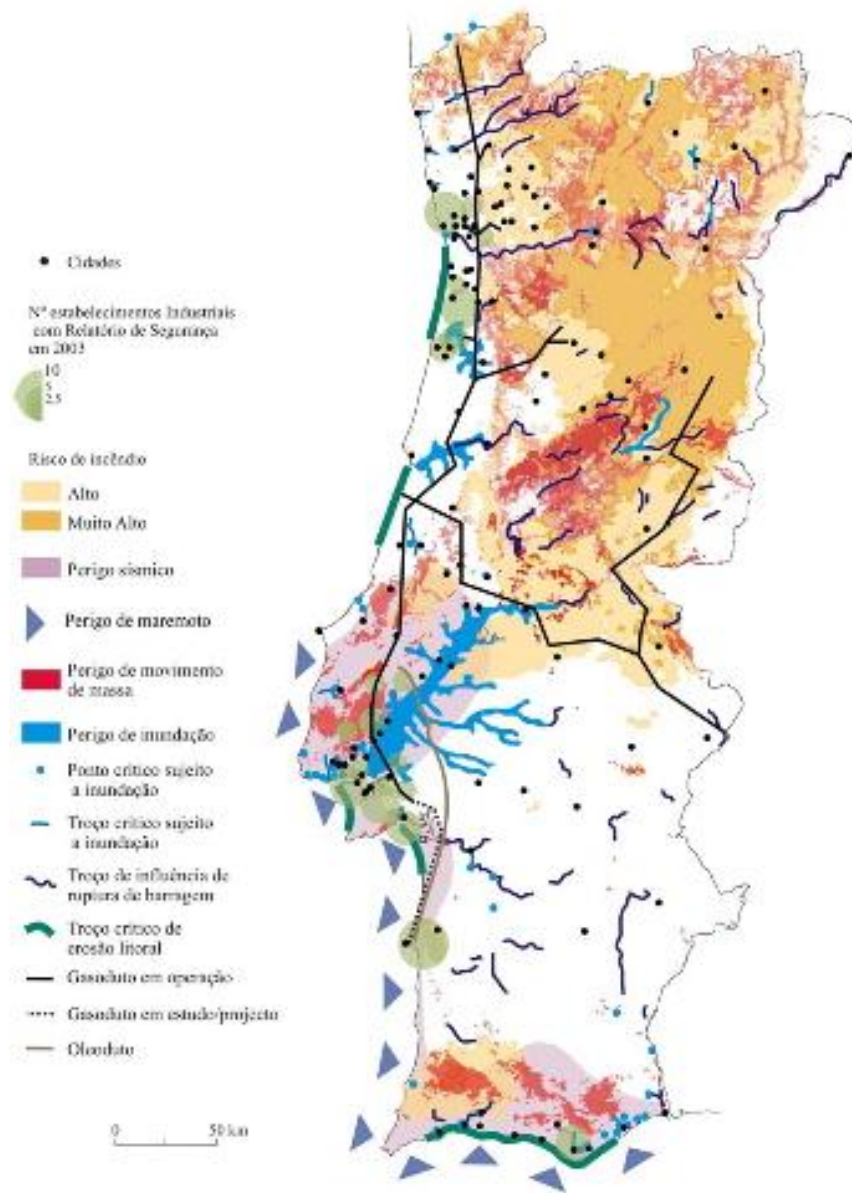 Cidades
Nº estabelecimentos Industriais
com Relatório de Segurança
em 2003
10
5
2.5
Risco de incêndio
Alto
Muito Alto
Perigo sísmico
Perigo de maremoto
Perigo de movimento
de massa
Perigo de inundação
Ponto crítico sujeito
a inundação
Troço crítico sujeito
a inundação
Troço de influência de
ruptura de barragem
Troço crítico de
erosão litoral
Gasoduto em operação
Gasoduto em estudo/projecto
Oleoduto
0 50 km